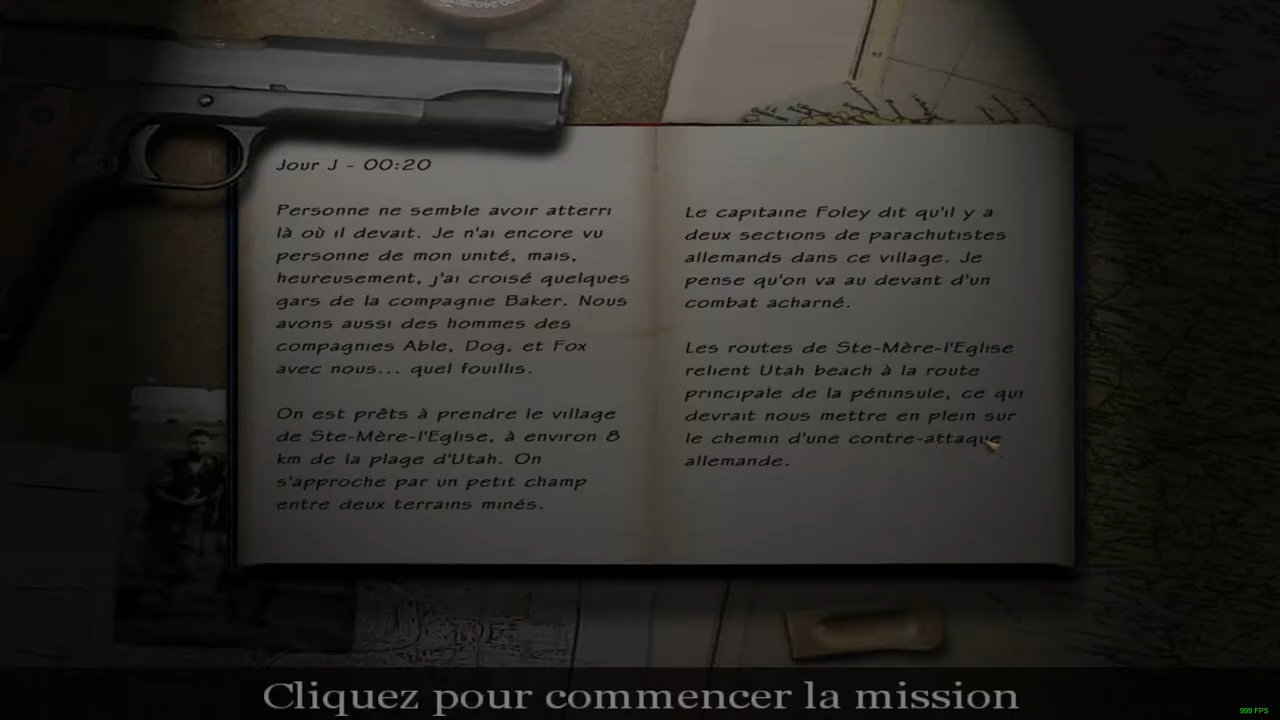 Jour J - 00:20
Personne ne semble avoir atterri
là où il devait. Je n'ai encore vu
personne de mon unité, mais,
heureusement, j'ai croisé quelques
gars de la compagnie Baker. Nous
avons aussi des hommes des
compagnies Able, Dog, et Fox
avec nous... quel fouillis.
On est prêts à prendre le village
de Ste-Mère-l'Eglise, à environ 8
km de la plage d'Utah. On
s'approche par un petit champ
entre deux terrains minés.
Le capitaine Foley dit qu'il y a
deux sections de parachutistes
allemands dans ce village. Je
pense qu'on va au devant d'un
combat acharné.
Les routes de Ste-Mère-l'Eglise
relient Utah beach à la route
principale de la péninsule, ce qui
devrait nous mettre en plein sur
le chemin d'une contre-attaque
allemande.
Cliquez pour commencer la mission
999 FPS